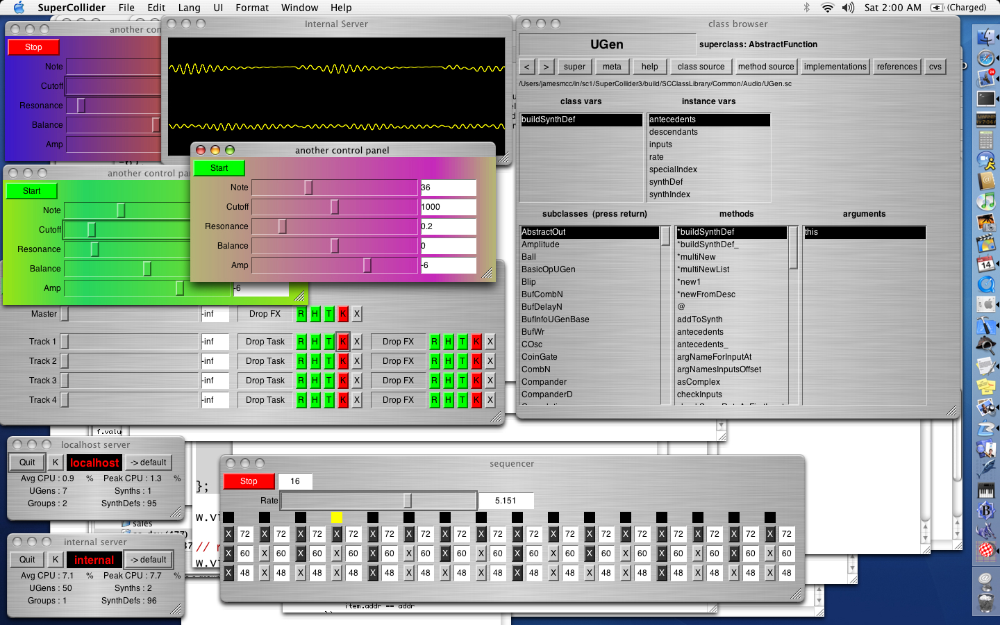 SuperCollider File Edit Lang UI Format Window Help
Sat 2:00 AM (Charged)
another con
Stop
Note
Cutoff
Resonance
Balance
Amp
Internal Server
another control pa
Start
Note
Cutoff
Resonance
Balance
Amp -6
another control panel
Start
Note 36
Cutoff 1000
Resonance 0.2
Balance 0
Amp -6
Master -inf Drop FX R H T K X
Track 1 -inf Drop Task R H T K X Drop FX R H T K X
Track 2 -inf Drop Task R H T K X Drop FX R H T K X
Track 3 -inf Drop Task R H T K X Drop FX R H T K X
Track 4 -inf Drop Task R H T K X Drop FX R H T K X
class browser
UGen superclass: AbstractFunction
< > super meta help class source method source implementations references cvs
/Users/jamesmcc/in/sc1/SuperCollider3/build/SCClassLibrary/Common/Audio/UGen.sc
class vars instance vars
buildSynthDef antecedents
descendants
inputs
rate
specialIndex
synthDef
synthIndex
subclasses (press return) methods arguments
AbstractOut *buildSynthDef this
Amplitude *buildSynthDef_
Ball *multiNew
BasicOpUGen *multiNewList
Blip *new1
BufCombN *newFromDesc
BufDelayN @
BufInfoUGenBase addToSynth
BufWr antecedents
COsc antecedents_
CoinGate argNameForInputAt
CombN argNamesInputsOffset
Compander asComplex
CompanderD checkInputs
f.valu
localhost server
Quit K localhost -> default
Avg CPU : 0.9 % Peak CPU : 1.3 %
UGens : 7 Synths : 1
Groups : 2 SynthDefs : 95
sales
internal server
Quit K internal -> default
Avg CPU : 7.1 % Peak CPU : 7.7 %
UGens : 50 Synths : 2
Groups : 1 SynthDefs : 96
};
// r
sequencer
Stop 16
Rate 5.151
X 72 X 72 X 72 X 72 X 72 X 72 X 72 X 72 X 72 X 72 X 72 X 72 X 72 X 72 X 72 X 72
X 60 X 60 X 60 X 60 X 60 X 60 X 60 X 60 X 60 X 60 X 60 X 60 X 60 X 60 X 60 X 60
X 48 X 48 X 48 X 48 X 48 X 48 X 48 X 48 X 48 X 48 X 48 X 48 X 48 X 48 X 48 X 48
item.addr == addr